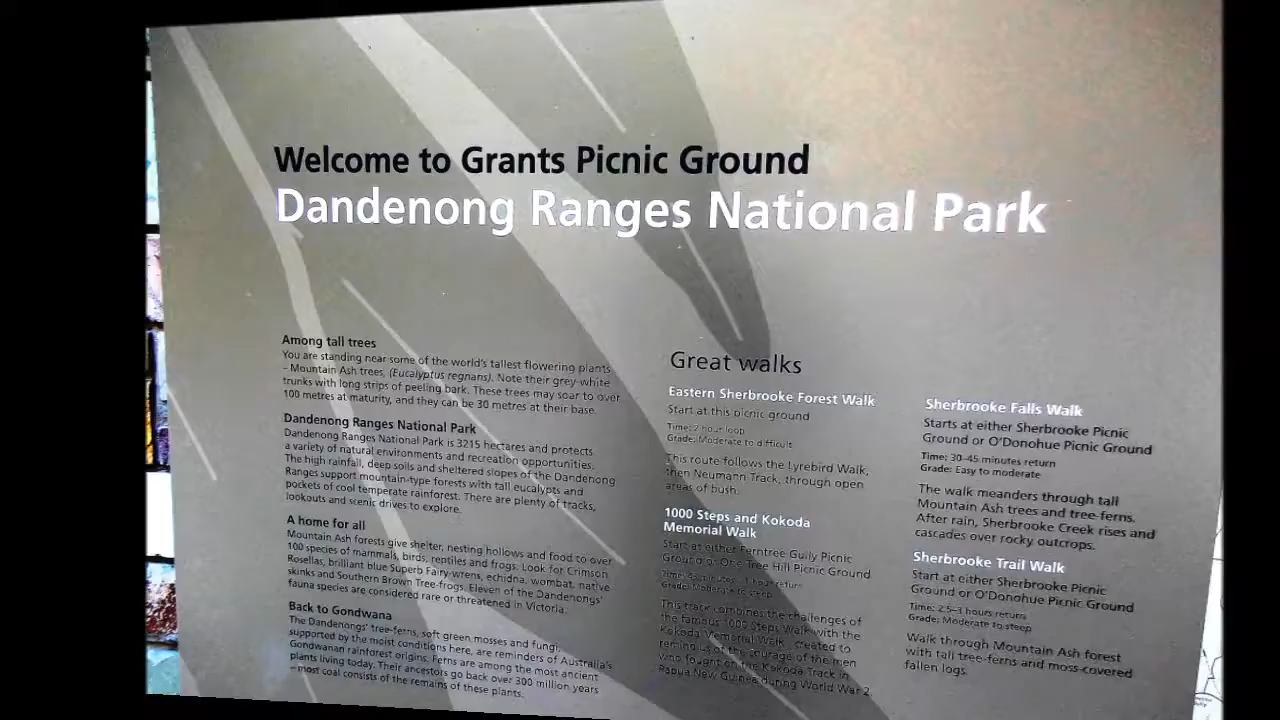 Welcome to Grants Picnic Ground
Dandenong Ranges National Park
Among tall trees
You are standing near some of the world's tallest flowering plants
– Mountain Ash trees, (Eucalyptus regnans). Note their grey-white
trunks with long strips of peeling bark. These trees may soar to over
100 metres at maturity, and they can be 30 metres at their base.
Dandenong Ranges National Park
Dandenong Ranges National Park is 3215 hectares and protects
a variety of natural environments and recreation opportunities.
The high rainfall, deep soils and sheltered slopes of the Dandenong
Ranges support mountain-type forests with tall eucalypts and
pockets of cool temperate rainforest. There are plenty of tracks,
lookouts and scenic drives to explore.
A home for all
Mountain Ash forests give shelter, nesting hollows and food to over
100 species of mammals, birds, reptiles and frogs. Look for Crimson
Rosellas, brilliant blue Superb Fairy-wrens, echidna, wombat, native
skinks and Southern Brown Tree-frogs. Eleven of the Dandenongs'
fauna species are considered rare or threatened in Victoria.
Back to Gondwana
The Dandenongs' tree-ferns, soft green mosses and fungi,
supported by the moist conditions here, are reminders of Australia's
Gondwanan rainforest origins. Ferns are among the most ancient
plants living today. Their ancestors go back over 300 million years
– most coal consists of the remains of these plants.
Great walks
Eastern Sherbrooke Forest Walk
Start at this picnic ground
Time: 2 hour loop
Grade: Moderate to difficult
This route follows the Lyrebird Walk,
then Neumann Track, through open
areas of bush.
1000 Steps and Kokoda
Memorial Walk
Start at either Ferntree Gully Picnic
Ground or One Tree Hill Picnic Ground
Grade: Moderate to steep
This track combines the challenges of
the famous 1000 Steps Walk with the
Kokoda Memorial Walk, created to
remind us of the courage of the men
who fought on the Kokoda Track in
Papua New Guinea during World War 2.
Sherbrooke Falls Walk
Starts at either Sherbrooke Picnic
Ground or O'Donohue Picnic Ground
Time: 30–45 minutes return
Grade: Easy to moderate
The walk meanders through tall
Mountain Ash trees and tree-ferns.
After rain, Sherbrooke Creek rises and
cascades over rocky outcrops.
Sherbrooke Trail Walk
Start at either Sherbrooke Picnic
Ground or O'Donohue Picnic Ground
Time: 2.5–3 hours return
Grade: Moderate to steep
Walk through Mountain Ash forest
with tall tree-ferns and moss-covered
fallen logs.